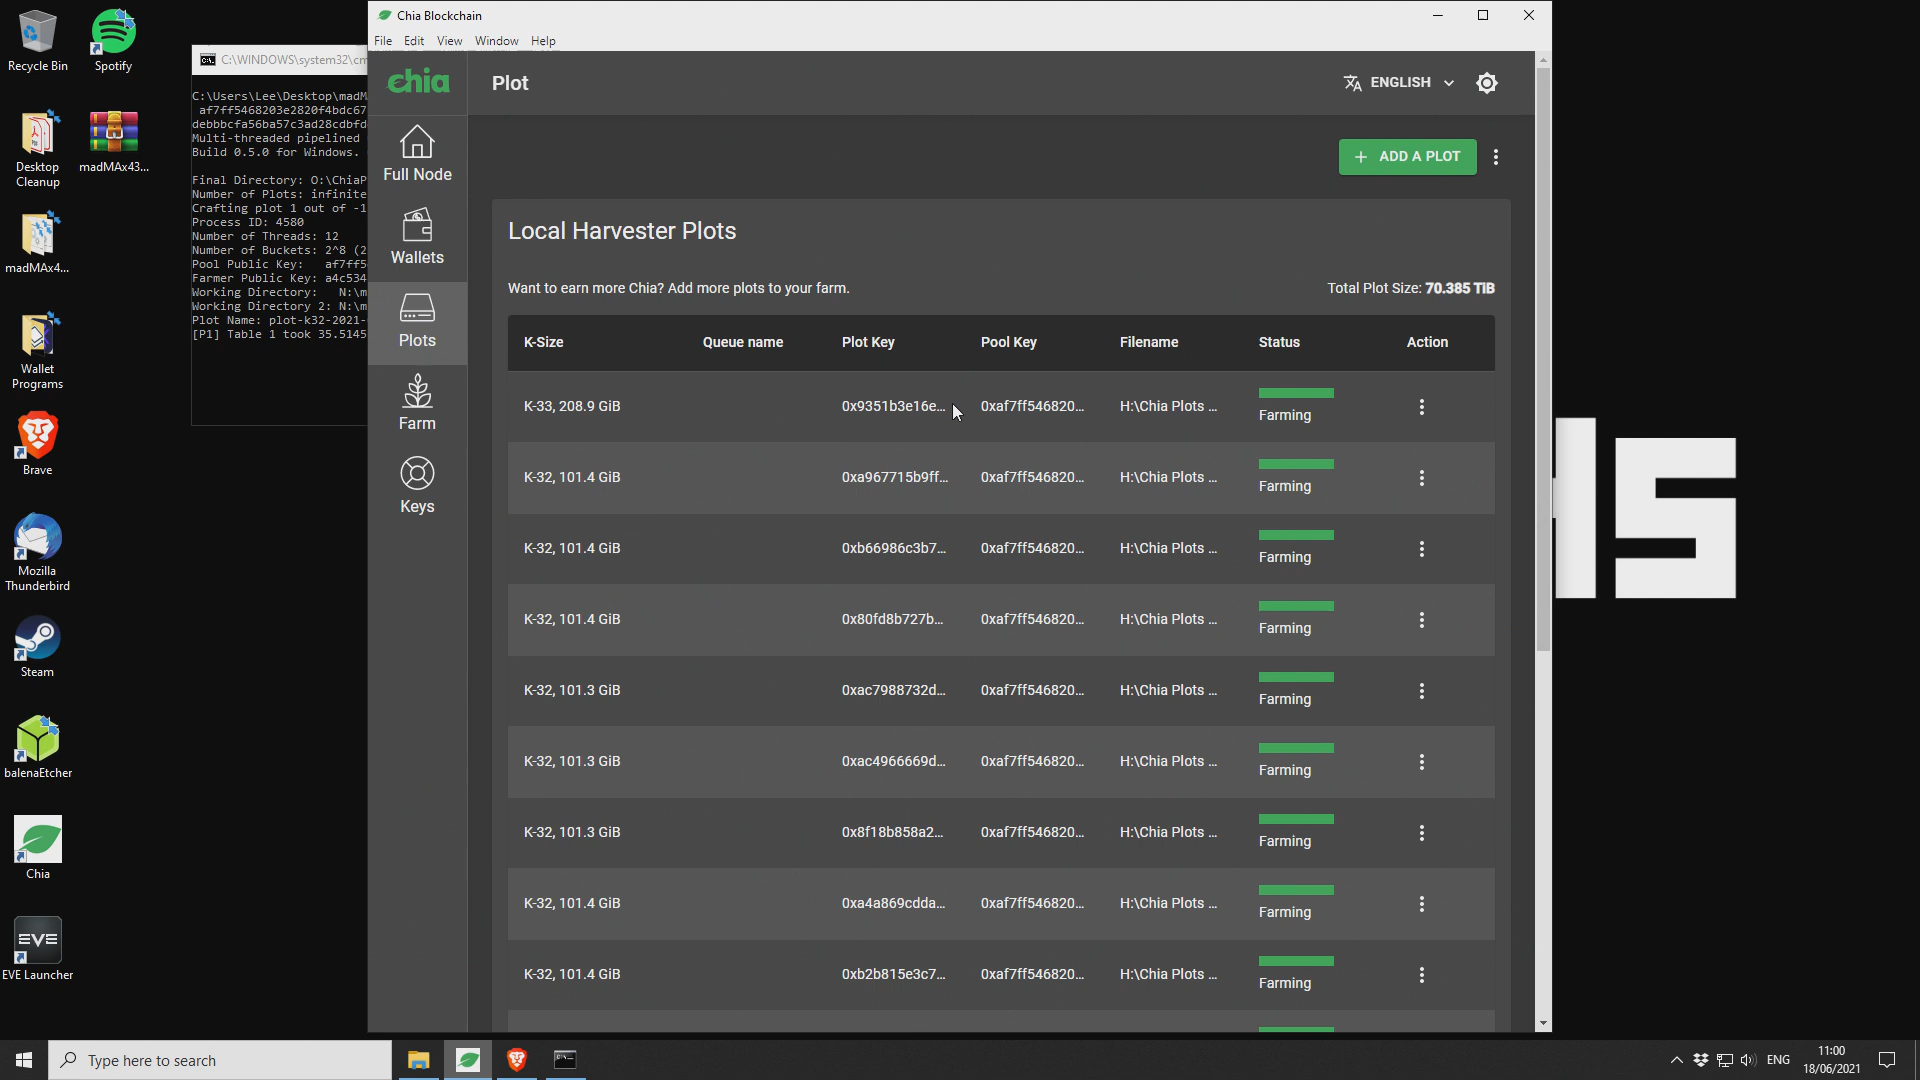 Recycle Bin
Spotify
Desktop Cleanup
madMAx43...
madMAx4...
Wallet Programs
Brave
Mozilla Thunderbird
Steam
balenaEtcher
Chia
EVE
EVE Launcher
C:\WINDOWS\system32\cm
C:\Users\Lee\Desktop\madM
af7ff5468203e2820f4bdc67
debbbcfa56ba57c3ad28cdbfd
Multi-threaded pipelined
Build 0.5.0 for Windows.
Final Directory: O:\ChiaP
Number of Plots: infinite
Crafting plot 1 out of -1
Process ID: 4580
Number of Threads: 12
Number of Buckets: 2^8 (2
Pool Public Key: af7ff5
Farmer Public Key: a4c534
Working Directory: N:\m
Working Directory 2: N:\m
Plot Name: plot-k32-2021-
[P1] Table 1 took 35.5145
Chia Blockchain
File Edit View Window Help
chia
Full Node
Wallets
Plots
Farm
Keys
Plot
ENGLISH
+ ADD A PLOT
Local Harvester Plots
Want to earn more Chia? Add more plots to your farm.
Total Plot Size: 70.385 TiB
K-Size Queue name Plot Key Pool Key Filename Status Action
K-33, 208.9 GiB 0x9351b3e16e... 0xaf7ff546820... H:\Chia Plots ... Farming
K-32, 101.4 GiB 0xa967715b9ff... 0xaf7ff546820... H:\Chia Plots ... Farming
K-32, 101.4 GiB 0xb66986c3b7... 0xaf7ff546820... H:\Chia Plots ... Farming
K-32, 101.4 GiB 0x80fd8b727b... 0xaf7ff546820... H:\Chia Plots ... Farming
K-32, 101.3 GiB 0xac7988732d... 0xaf7ff546820... H:\Chia Plots ... Farming
K-32, 101.3 GiB 0xac4966669d... 0xaf7ff546820... H:\Chia Plots ... Farming
K-32, 101.3 GiB 0x8f18b858a2... 0xaf7ff546820... H:\Chia Plots ... Farming
K-32, 101.4 GiB 0xa4a869cdda... 0xaf7ff546820... H:\Chia Plots ... Farming
K-32, 101.4 GiB 0xb2b815e3c7... 0xaf7ff546820... H:\Chia Plots ... Farming
Type here to search
ENG
11:00
18/06/2021